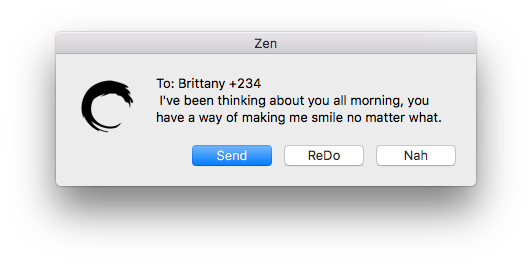 Zen
To: Brittany +234
I've been thinking about you all morning, you
have a way of making me smile no matter what.
Send ReDo Nah